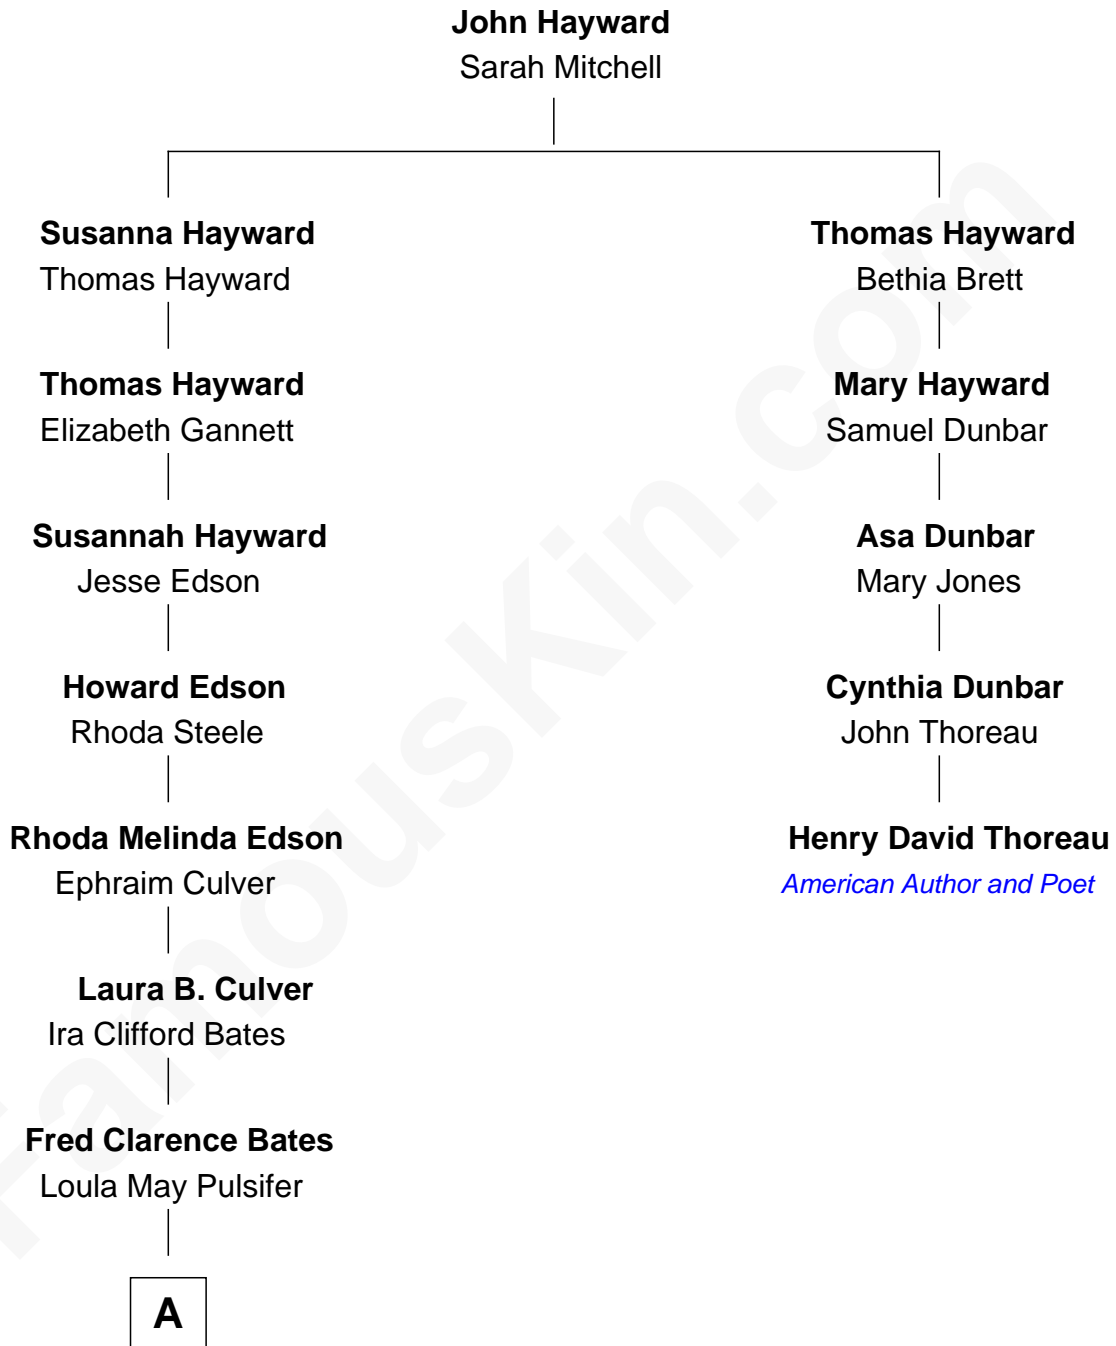 John Hayward
Sarah Mitchell
Susanna Hayward
Thomas Hayward
Thomas Hayward
Elizabeth Gannett
Susannah Hayward
Jesse Edson
Howard Edson
Rhoda Steele
Rhoda Melinda Edson
Ephraim Culver
Laura B. Culver
Ira Clifford Bates
Fred Clarence Bates
Loula May Pulsifer
A
Thomas Hayward
Bethia Brett
Mary Hayward
Samuel Dunbar
Asa Dunbar
Mary Jones
Cynthia Dunbar
John Thoreau
Henry David Thoreau
American Author and Poet
FamousKin.com